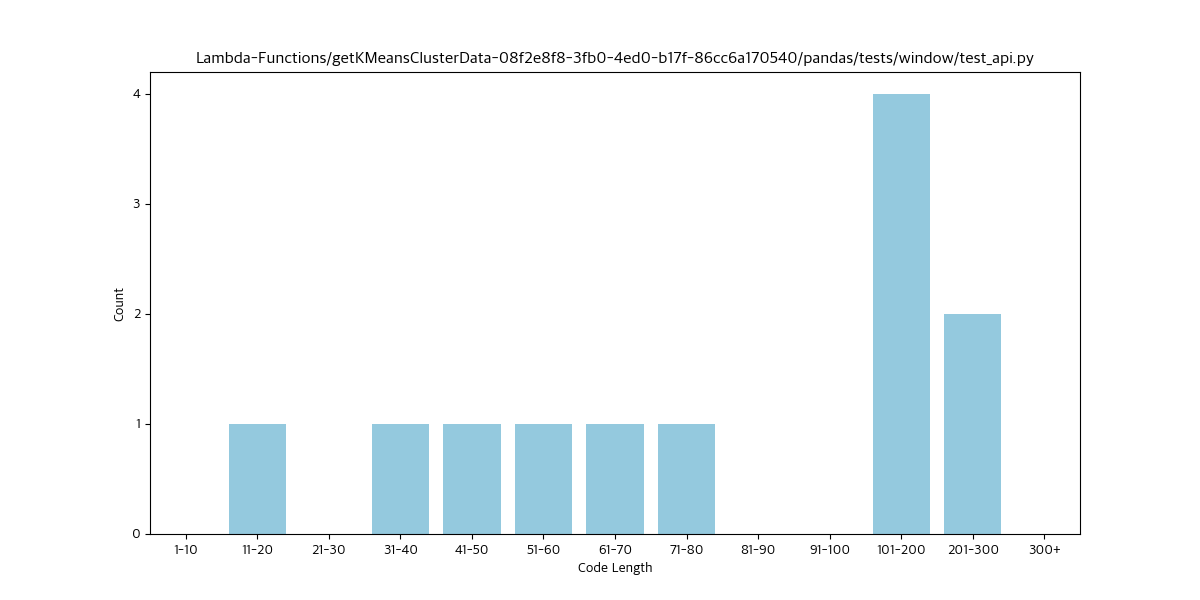 Lambda-Functions/getKMeansClusterData-08f2e8f8-3fb0-4ed0-b17f-86cc6a170540/pandas/tests/window/test_api.py
4
3
2
1
0
Count
1-10 11-20 21-30 31-40 41-50 51-60 61-70 71-80 81-90 91-100 101-200 201-300 300+
Code Length